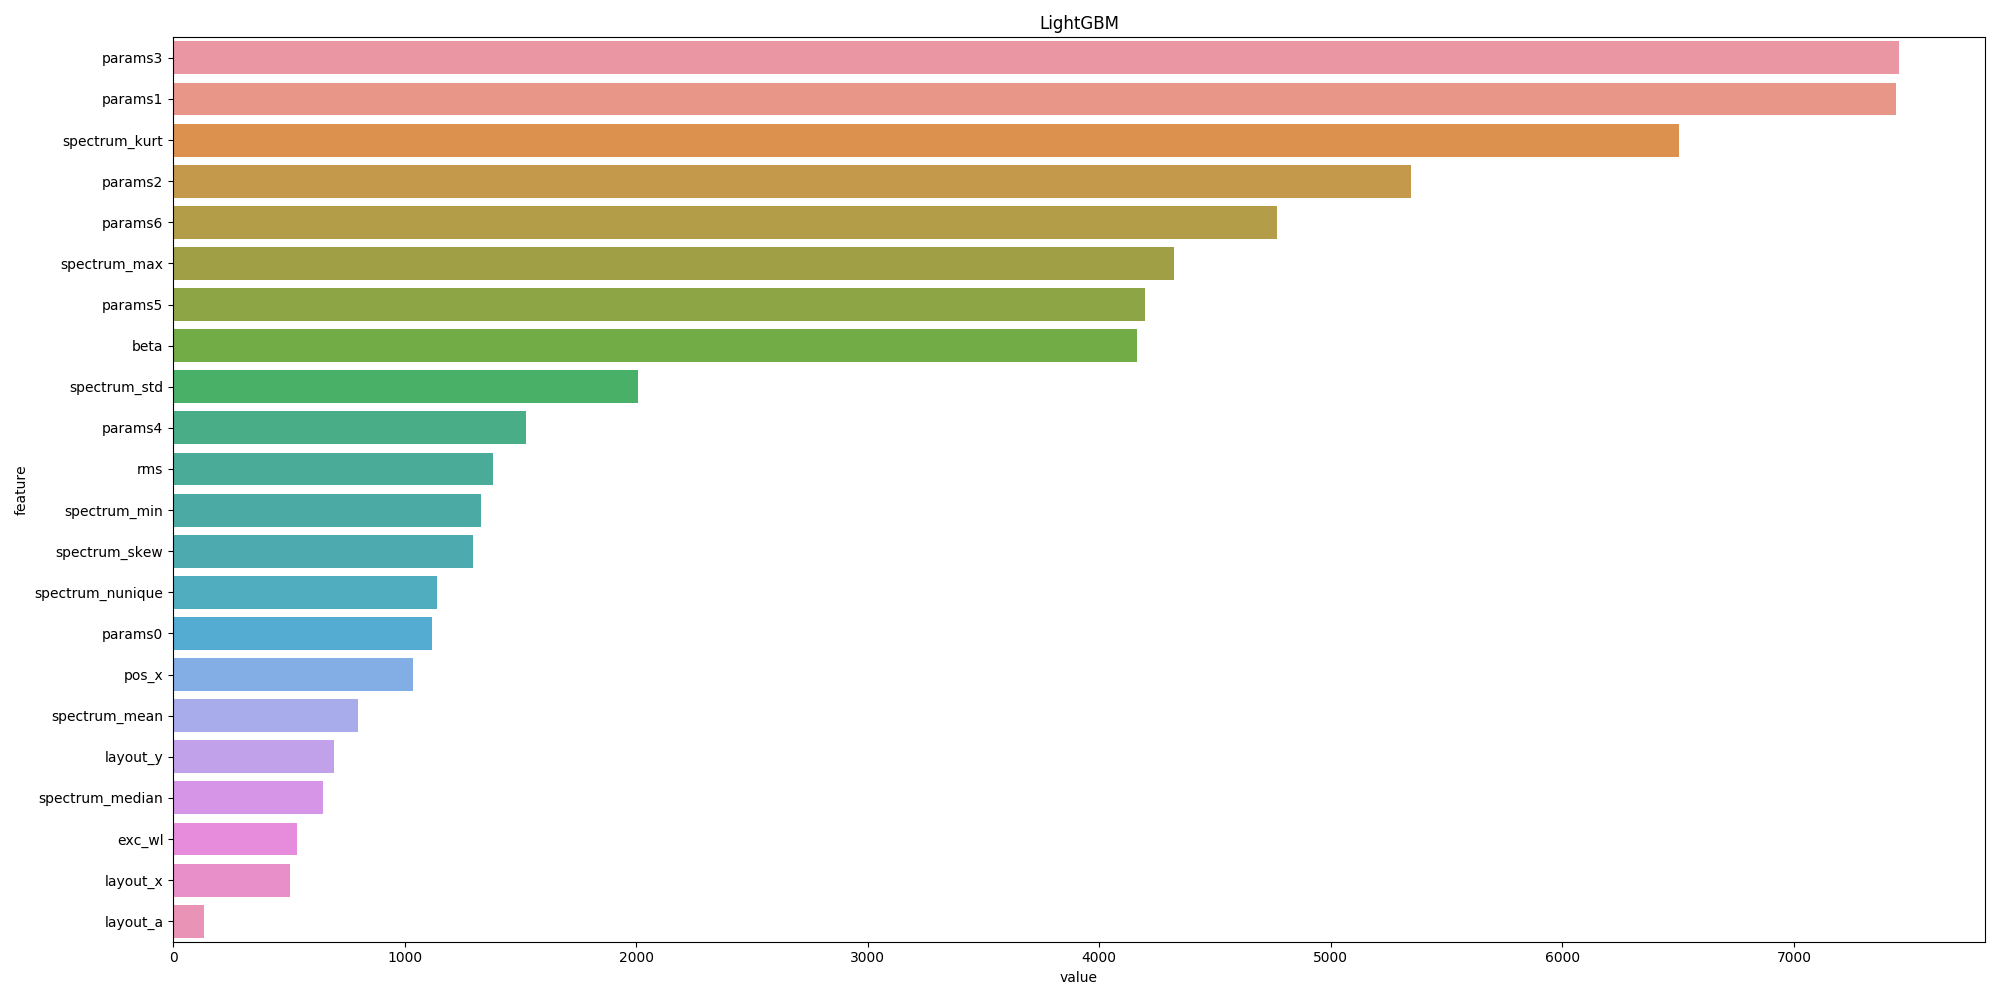 LightGBM
params3
params1
spectrum_kurt
params2
params6
spectrum_max
params5
beta
spectrum_std
params4
rms
spectrum_min
spectrum_skew
spectrum_nunique
params0
pos_x
spectrum_mean
layout_y
spectrum_median
exc_wl
layout_x
layout_a
feature
0 1000 2000 3000 4000 5000 6000 7000
value